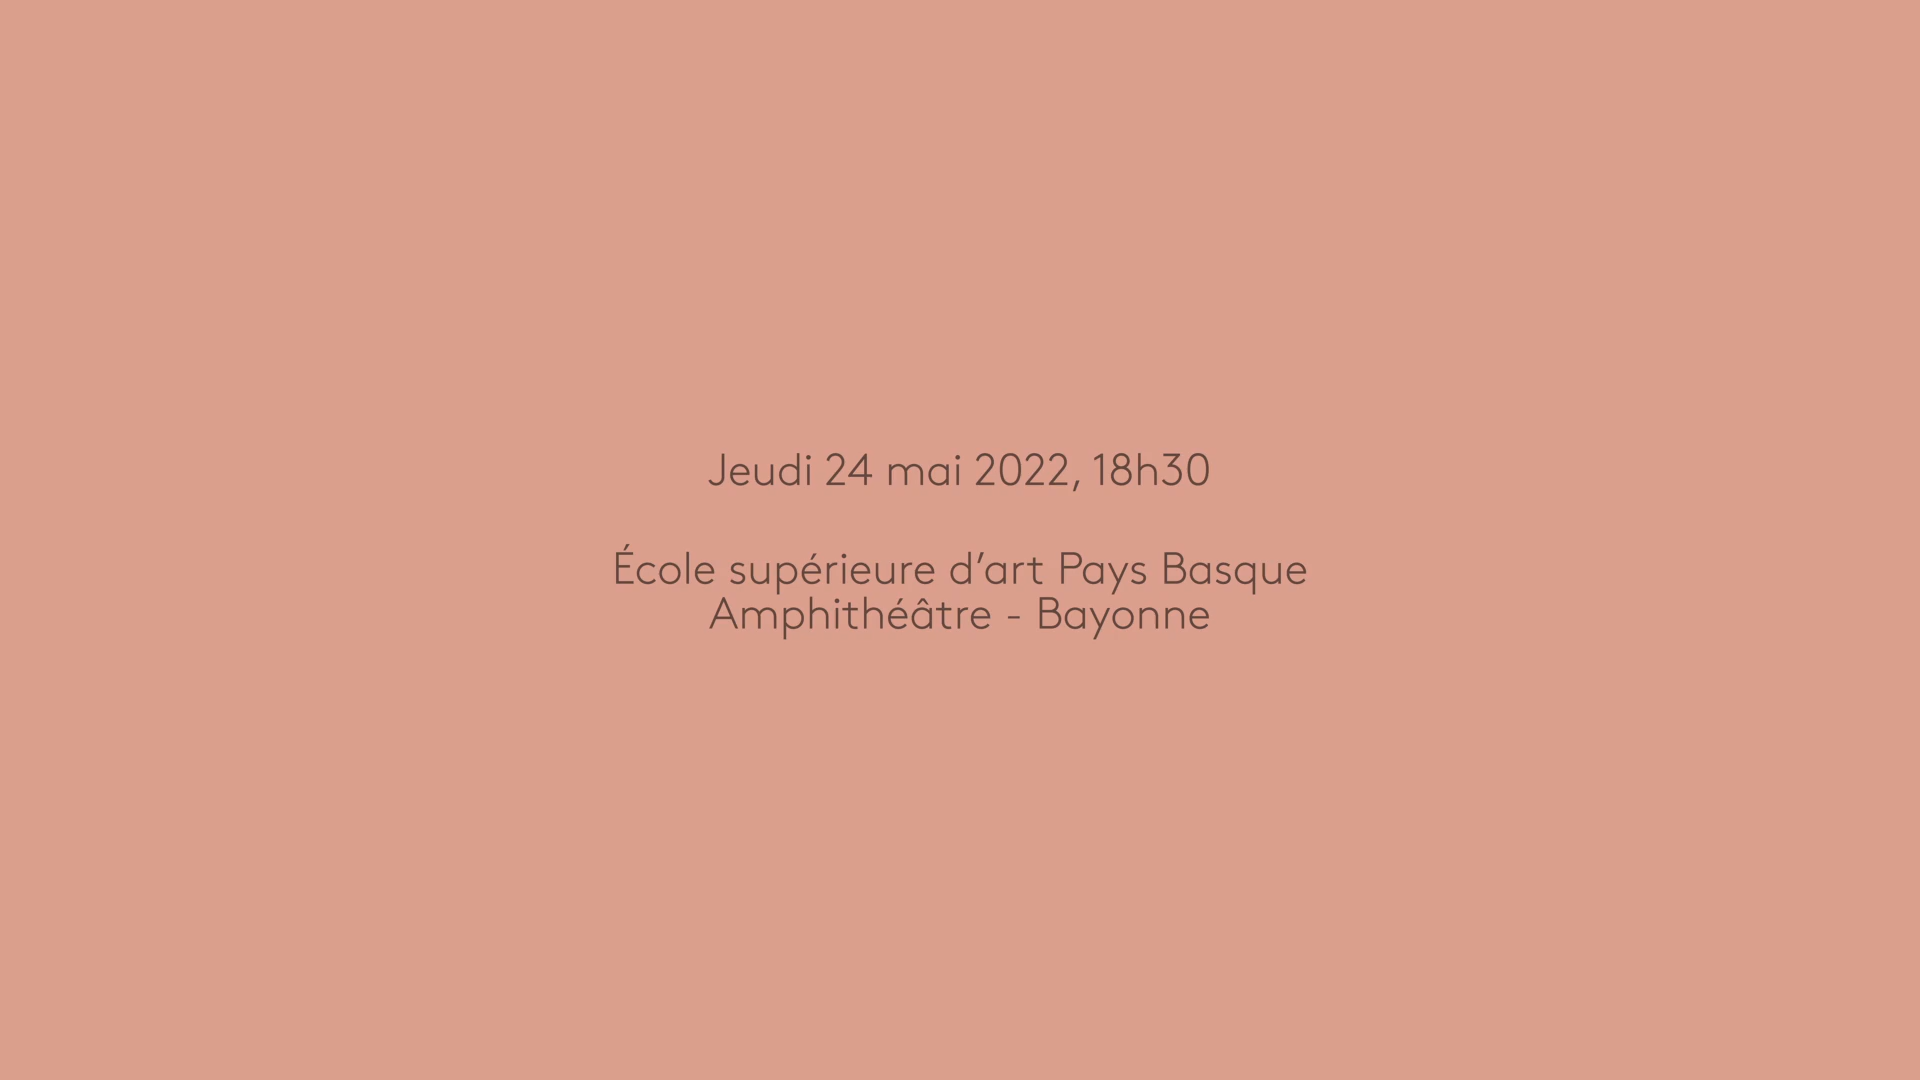 Jeudi 24 mai 2022, 18h30
École supérieure d’art Pays Basque
Amphithéâtre - Bayonne